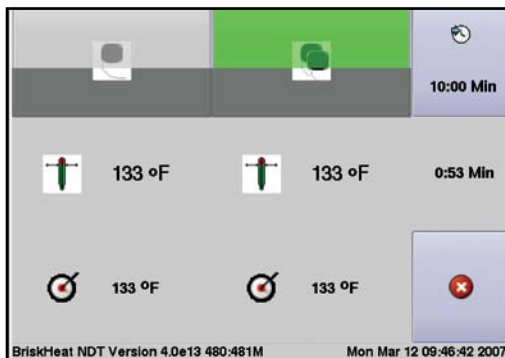 10:00 Min
133 ºF
133 ºF
0:53 Min
133 ºF
133 ºF
BriskHeat NDT Version 4.0e13 480:481M
Mon Mar 12 09:46:42 2007